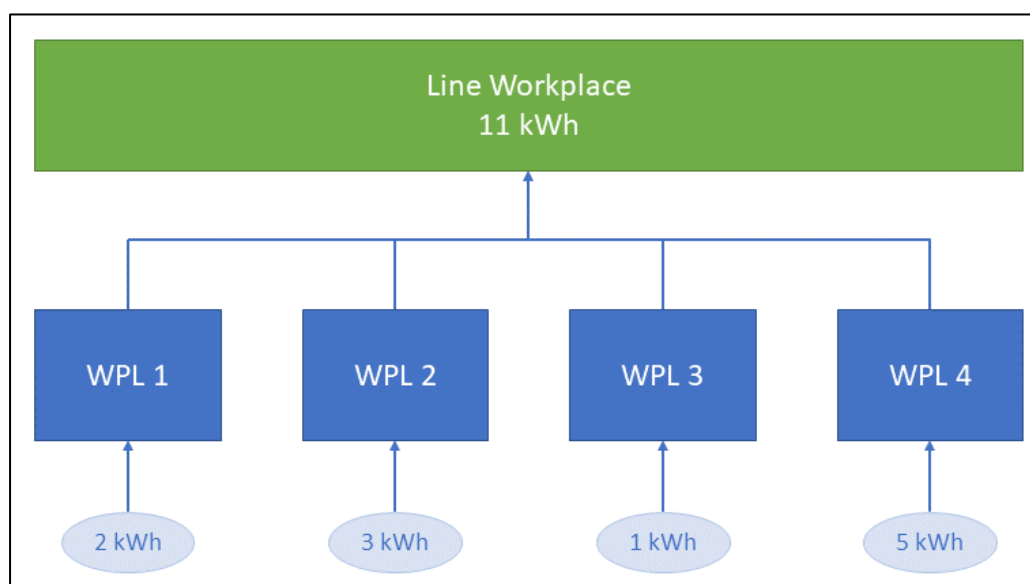 Line Workplace
11 kWh
WPL 1
WPL 2
WPL 3
WPL 4
2 kWh
3 kWh
1 kWh
5 kWh